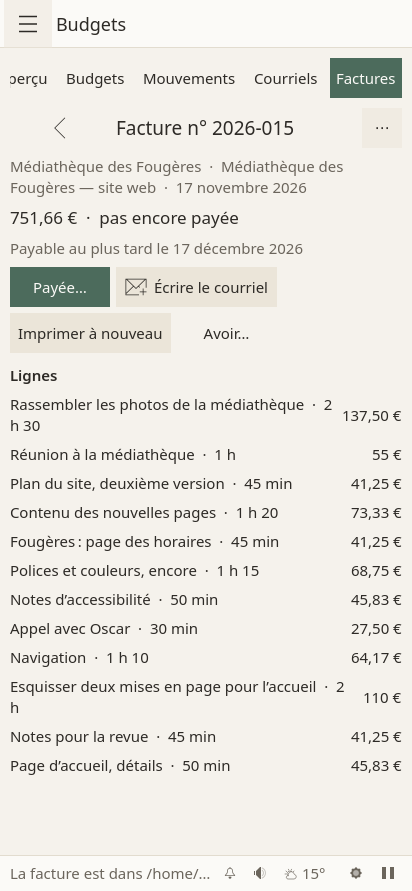 Budgets
perçu Budgets Mouvements Courriels Factures
Facture n° 2026-015
...
Médiathèque des Fougères · Médiathèque des
Fougères — site web · 17 novembre 2026
751,66 € · pas encore payée
Payable au plus tard le 17 décembre 2026
Payée… Écrire le courriel
Imprimer à nouveau Avoir…
Lignes
Rassembler les photos de la médiathèque · 2
h 30 137,50 €
Réunion à la médiathèque · 1 h 55 €
Plan du site, deuxième version · 45 min 41,25 €
Contenu des nouvelles pages · 1 h 20 73,33 €
Fougères : page des horaires · 45 min 41,25 €
Polices et couleurs, encore · 1 h 15 68,75 €
Notes d’accessibilité · 50 min 45,83 €
Appel avec Oscar · 30 min 27,50 €
Navigation · 1 h 10 64,17 €
Esquisser deux mises en page pour l’accueil · 2
h 110 €
Notes pour la revue · 45 min 41,25 €
Page d’accueil, détails · 50 min 45,83 €
La facture est dans /home/… 15°